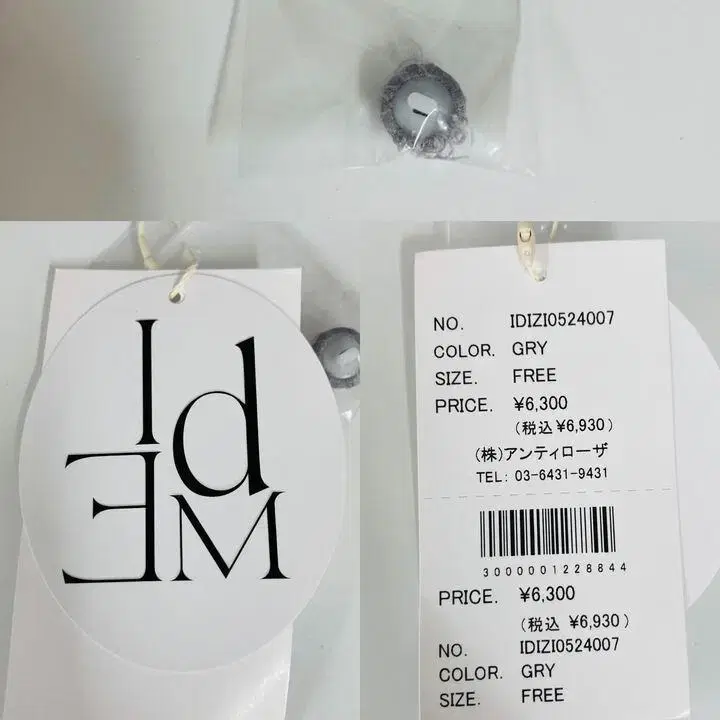 Id
EM
NO. IDIZI0524007
COLOR. GRY
SIZE. FREE
PRICE. ¥6,300
(税込 ¥6,930)
(株)アンティローザ
TEL: 03-6431-9431
3000001228844
PRICE. ¥6,300
(税込 ¥6,930)
NO. IDIZI0524007
COLOR. GRY
SIZE. FREE